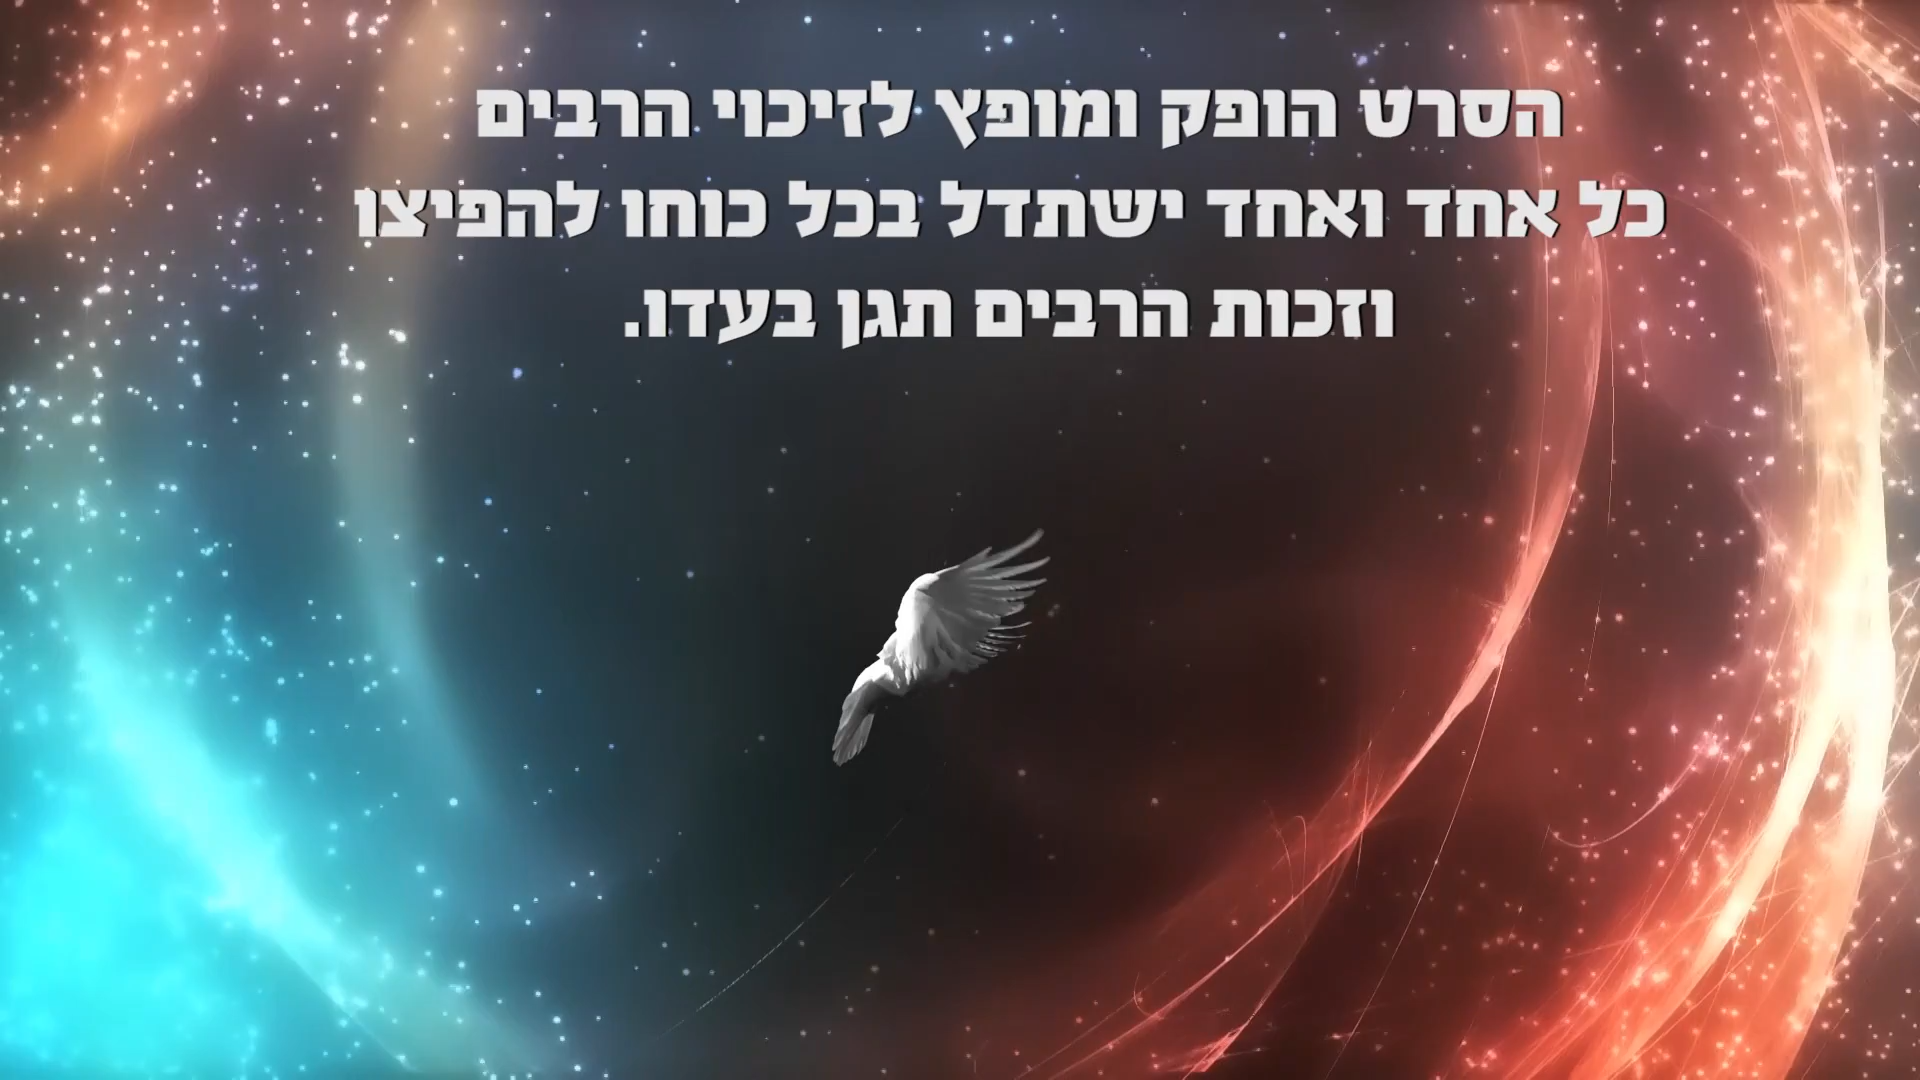 הסרט הופק ומופץ לזיכוי הרבים
כל אחד ואחד ישתדל בכל כוחו להפיצו
וזכות הרבים תגן בעדו.